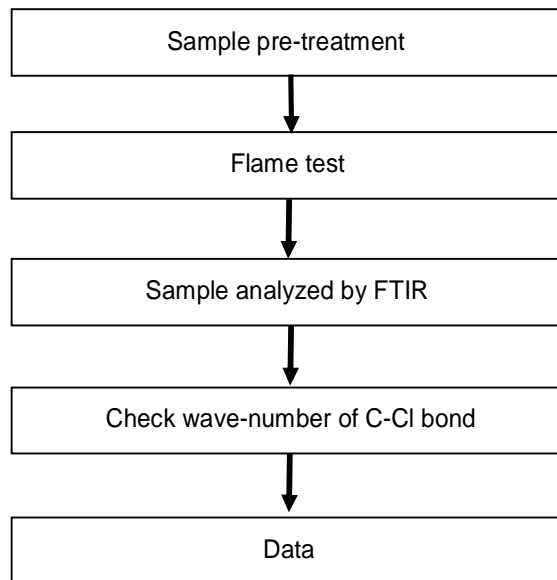 Sample pre-treatment
Flame test
Sample analyzed by FTIR
Check wave-number of C-Cl bond
Data